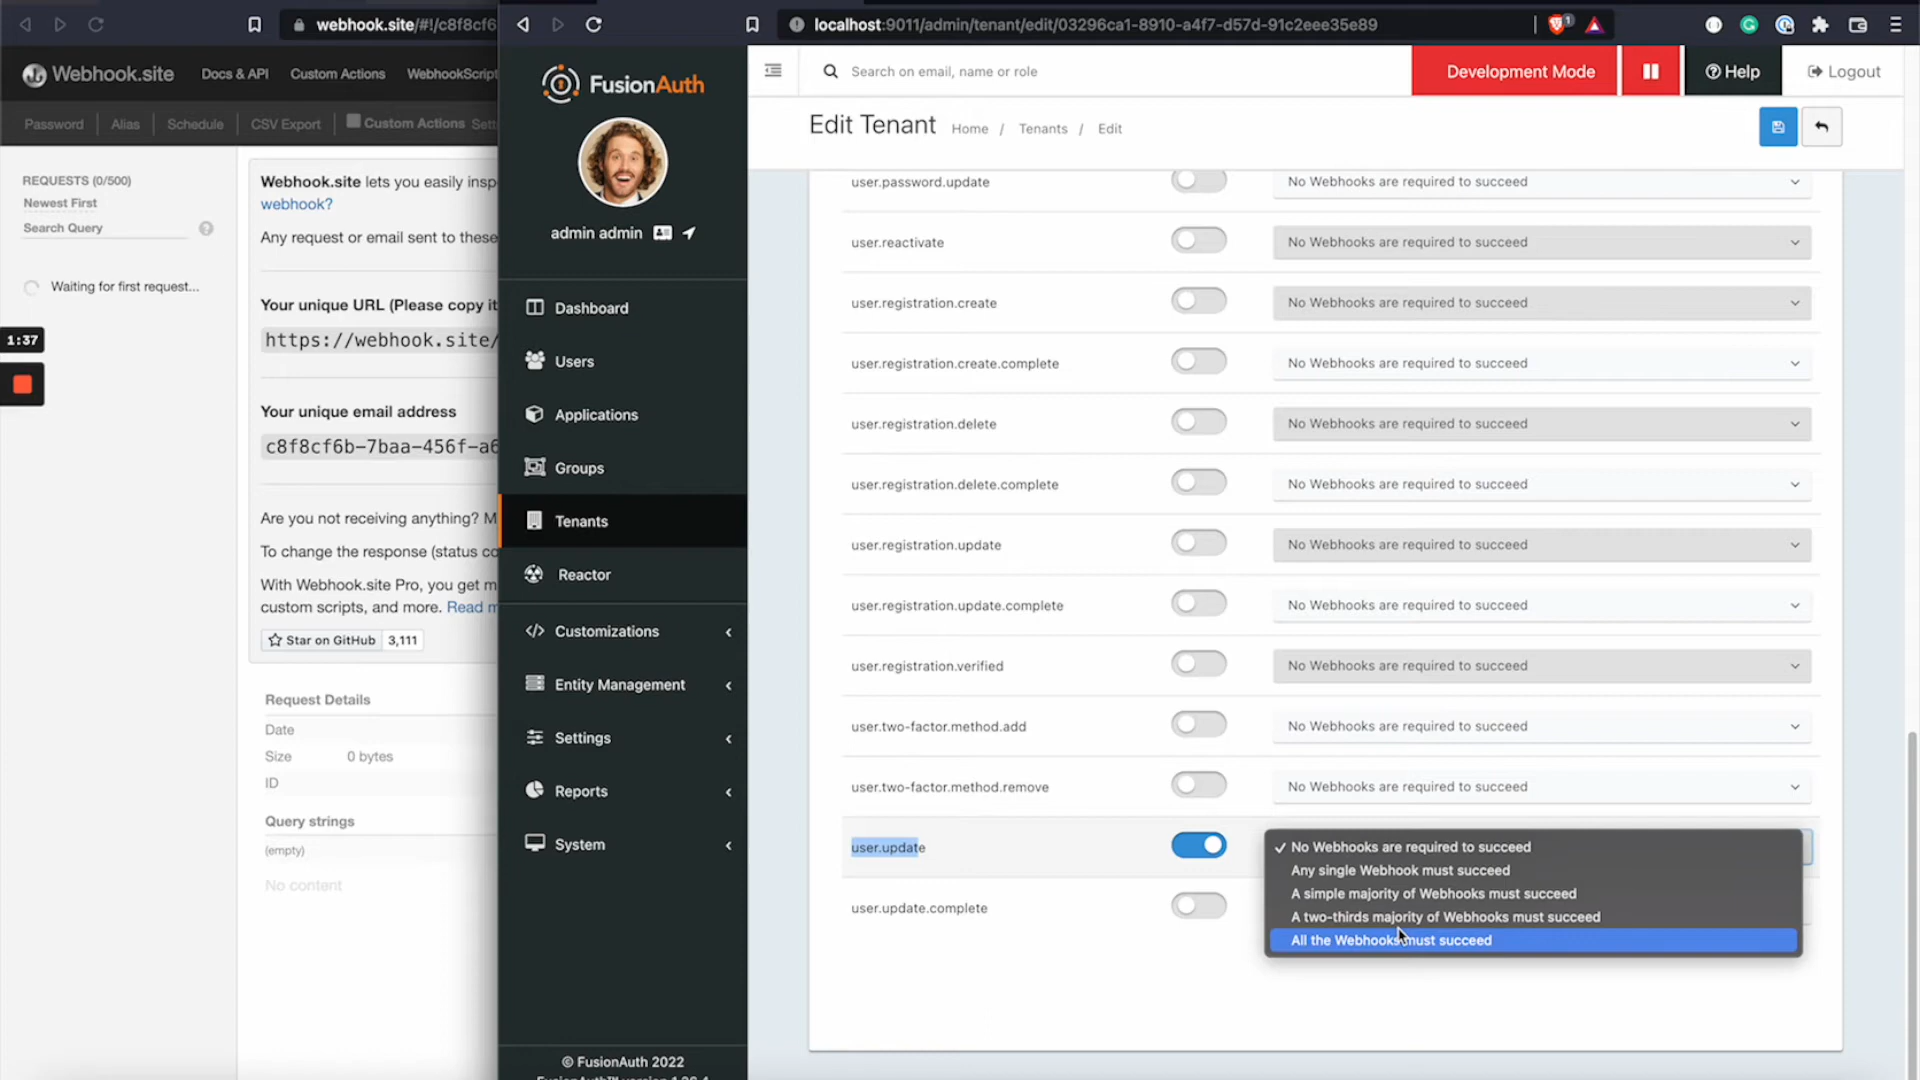 webhook.site/#!/c8f8cf6
localhost:9011/admin/tenant/edit/03296ca1-8910-a4f7-d57d-91c2eee35e89
1
Webhook.site
Docs & API
Custom Actions
WebhookScript
Password
Alias
Schedule
CSV Export
Custom Actions
REQUESTS (0/500)
Newest First
Search Query
Waiting for first request...
1:37
Webhook.site lets you easily insp
webhook?
Any request or email sent to these
Your unique URL (Please copy it
https://webhook.site/
Your unique email address
c8f8cf6b-7baa-456f-a6
Are you not receiving anything? M
To change the response (status co
With Webhook.site Pro, you get m
custom scripts, and more. Read m
Star on GitHub 3,111
Request Details
Date
Size 0 bytes
ID
Query strings
(empty)
No content
FusionAuth
admin admin
Dashboard
Users
Applications
Groups
Tenants
Reactor
Customizations
Entity Management
Settings
Reports
System
© FusionAuth 2022
Search on email, name or role
Development Mode
Help
Logout
Edit Tenant
Home / Tenants / Edit
user.password.update No Webhooks are required to succeed
user.reactivate No Webhooks are required to succeed
user.registration.create No Webhooks are required to succeed
user.registration.create.complete No Webhooks are required to succeed
user.registration.delete No Webhooks are required to succeed
user.registration.delete.complete No Webhooks are required to succeed
user.registration.update No Webhooks are required to succeed
user.registration.update.complete No Webhooks are required to succeed
user.registration.verified No Webhooks are required to succeed
user.two-factor.method.add No Webhooks are required to succeed
user.two-factor.method.remove No Webhooks are required to succeed
user.update ✓ No Webhooks are required to succeed
Any single Webhook must succeed
A simple majority of Webhooks must succeed
user.update.complete
A two-thirds majority of Webhooks must succeed
All the Webhooks must succeed